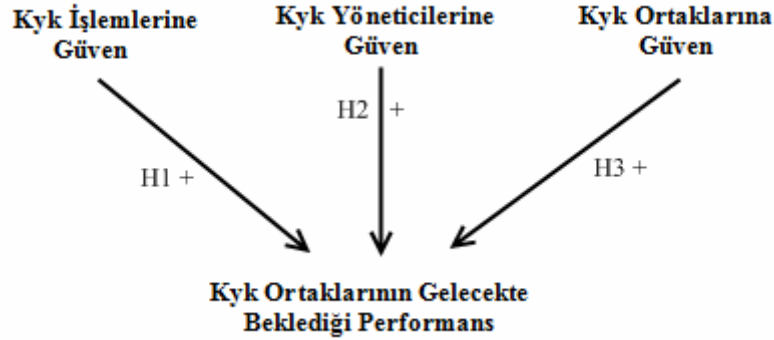 Kyk İşlemlerine
Güven
Kyk Yöneticilerine
Güven
Kyk Ortaklarına
Güven
H1 +
H2 +
H3 +
Kyk Ortaklarının Gelecekte
Beklediği Performans